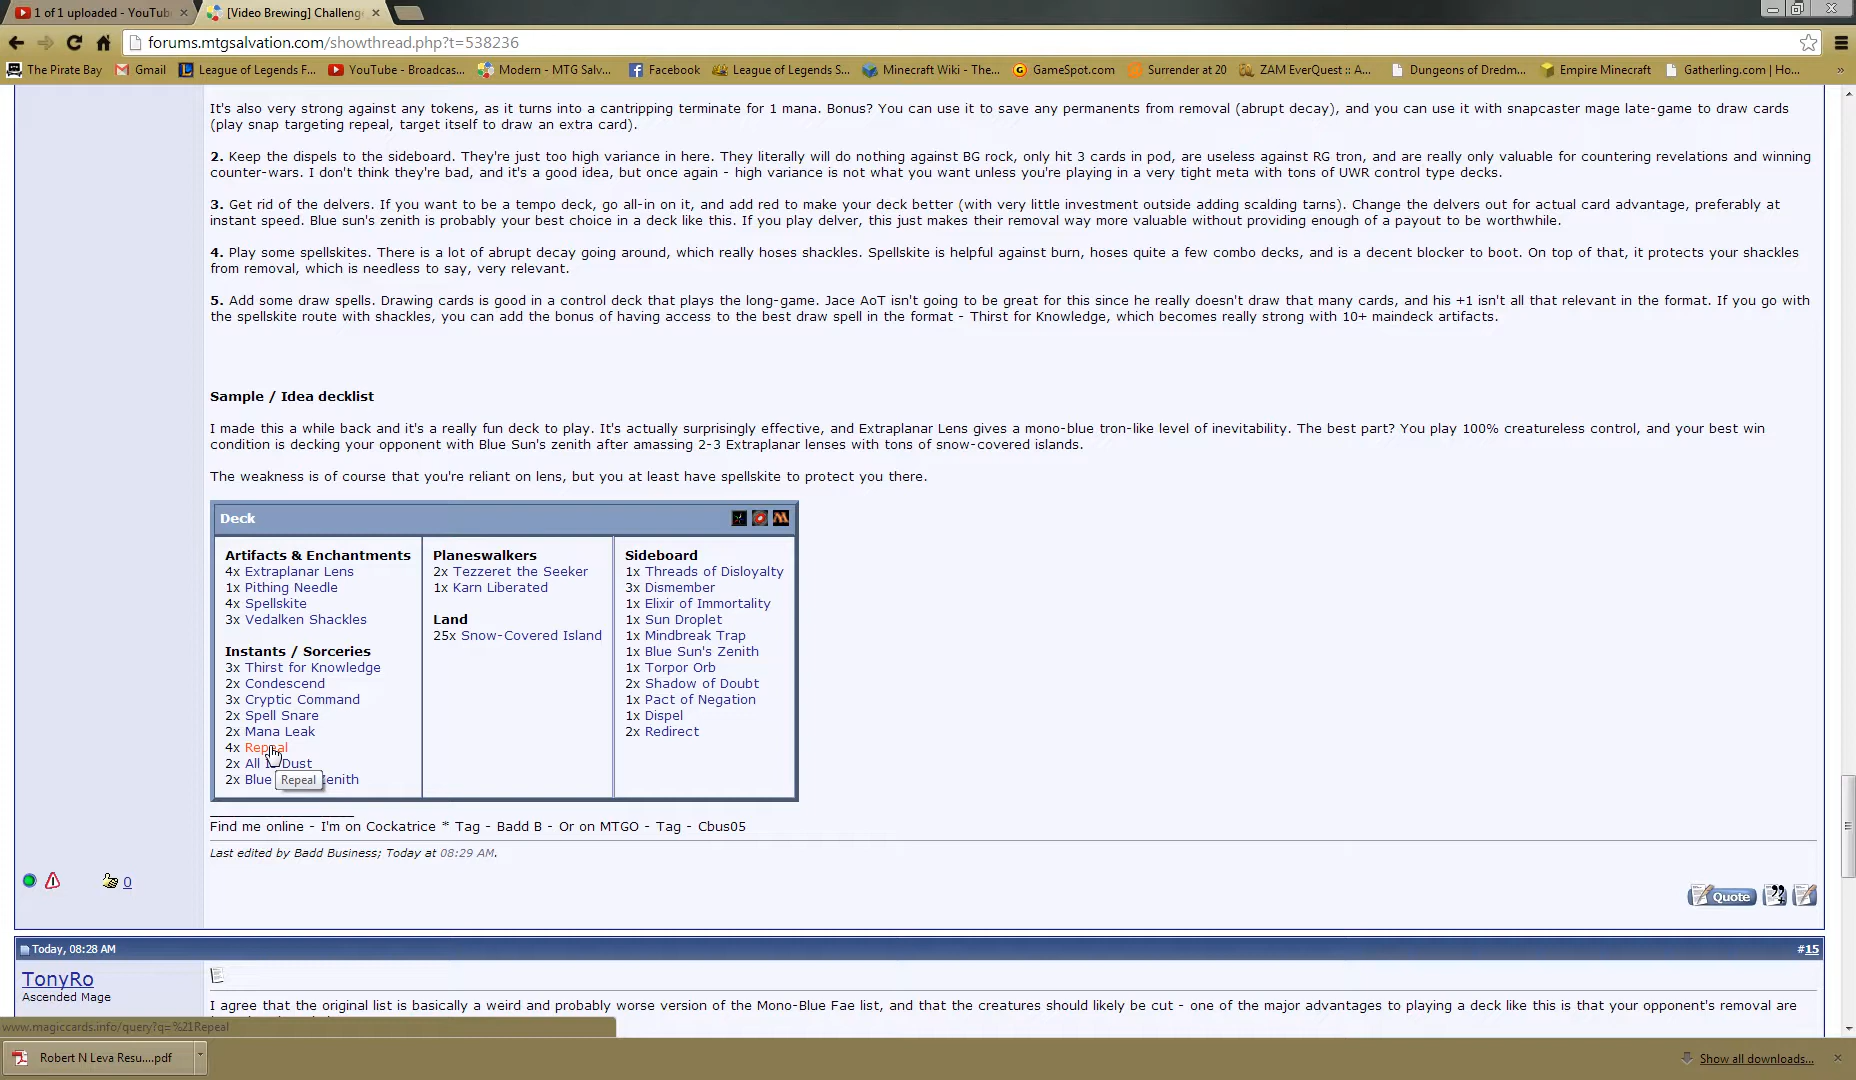 1 of 1 uploaded - YouTub
[Video Brewing] Challeng
forums.mtgsalvation.com/showthread.php?t=538236
The Pirate Bay
Gmail
League of Legends F...
YouTube - Broadcas...
Modern - MTG Salv...
Facebook
League of Legends S...
Minecraft Wiki - The...
GameSpot.com
Surrender at 20
ZAM EverQuest :: A...
Dungeons of Dredm...
Empire Minecraft
Gatherling.com | Ho...
»
It's also very strong against any tokens, as it turns into a cantripping terminate for 1 mana. Bonus? You can use it to save any permanents from removal (abrupt decay), and you can use it with snapcaster mage late-game to draw cards
(play snap targeting repeal, target itself to draw an extra card).
2. Keep the dispels to the sideboard. They're just too high variance in here. They literally will do nothing against BG rock, only hit 3 cards in pod, are useless against RG tron, and are really only valuable for countering revelations and winning
counter-wars. I don't think they're bad, and it's a good idea, but once again - high variance is not what you want unless you're playing in a very tight meta with tons of UWR control type decks.
3. Get rid of the delvers. If you want to be a tempo deck, go all-in on it, and add red to make your deck better (with very little investment outside adding scalding tarns). Change the delvers out for actual card advantage, preferably at
instant speed. Blue sun's zenith is probably your best choice in a deck like this. If you play delver, this just makes their removal way more valuable without providing enough of a payout to be worthwhile.
4. Play some spellskites. There is a lot of abrupt decay going around, which really hoses shackles. Spellskite is helpful against burn, hoses quite a few combo decks, and is a decent blocker to boot. On top of that, it protects your shackles
from removal, which is needless to say, very relevant.
5. Add some draw spells. Drawing cards is good in a control deck that plays the long-game. Jace AoT isn't going to be great for this since he really doesn't draw that many cards, and his +1 isn't all that relevant in the format. If you go with
the spellskite route with shackles, you can add the bonus of having access to the best draw spell in the format - Thirst for Knowledge, which becomes really strong with 10+ maindeck artifacts.
Sample / Idea decklist
I made this a while back and it's a really fun deck to play. It's actually surprisingly effective, and Extraplanar Lens gives a mono-blue tron-like level of inevitability. The best part? You play 100% creatureless control, and your best win
condition is decking your opponent with Blue Sun's zenith after amassing 2-3 Extraplanar lenses with tons of snow-covered islands.
The weakness is of course that you're reliant on lens, but you at least have spellskite to protect you there.
Deck
Artifacts & Enchantments
4x Extraplanar Lens
1x Pithing Needle
4x Spellskite
3x Vedalken Shackles
Instants / Sorceries
3x Thirst for Knowledge
2x Condescend
3x Cryptic Command
2x Spell Snare
2x Mana Leak
4x Repeal
2x All Is Dust
2x Blue enith
Repeal
Planeswalkers
2x Tezzeret the Seeker
1x Karn Liberated
Land
25x Snow-Covered Island
Sideboard
1x Threads of Disloyalty
3x Dismember
1x Elixir of Immortality
1x Sun Droplet
1x Mindbreak Trap
1x Blue Sun's Zenith
1x Torpor Orb
2x Shadow of Doubt
1x Pact of Negation
1x Dispel
2x Redirect
Find me online - I'm on Cockatrice * Tag - Badd B - Or on MTGO - Tag - Cbus05
Last edited by Badd Business; Today at 08:29 AM.
0
Quote
Today, 08:28 AM
#15
TonyRo
Ascended Mage
I agree that the original list is basically a weird and probably worse version of the Mono-Blue Fae list, and that the creatures should likely be cut - one of the major advantages to playing a deck like this is that your opponent's removal are
www.magiccards.info/query?q=%21Repeal
Robert N Leva Resu....pdf
Show all downloads...